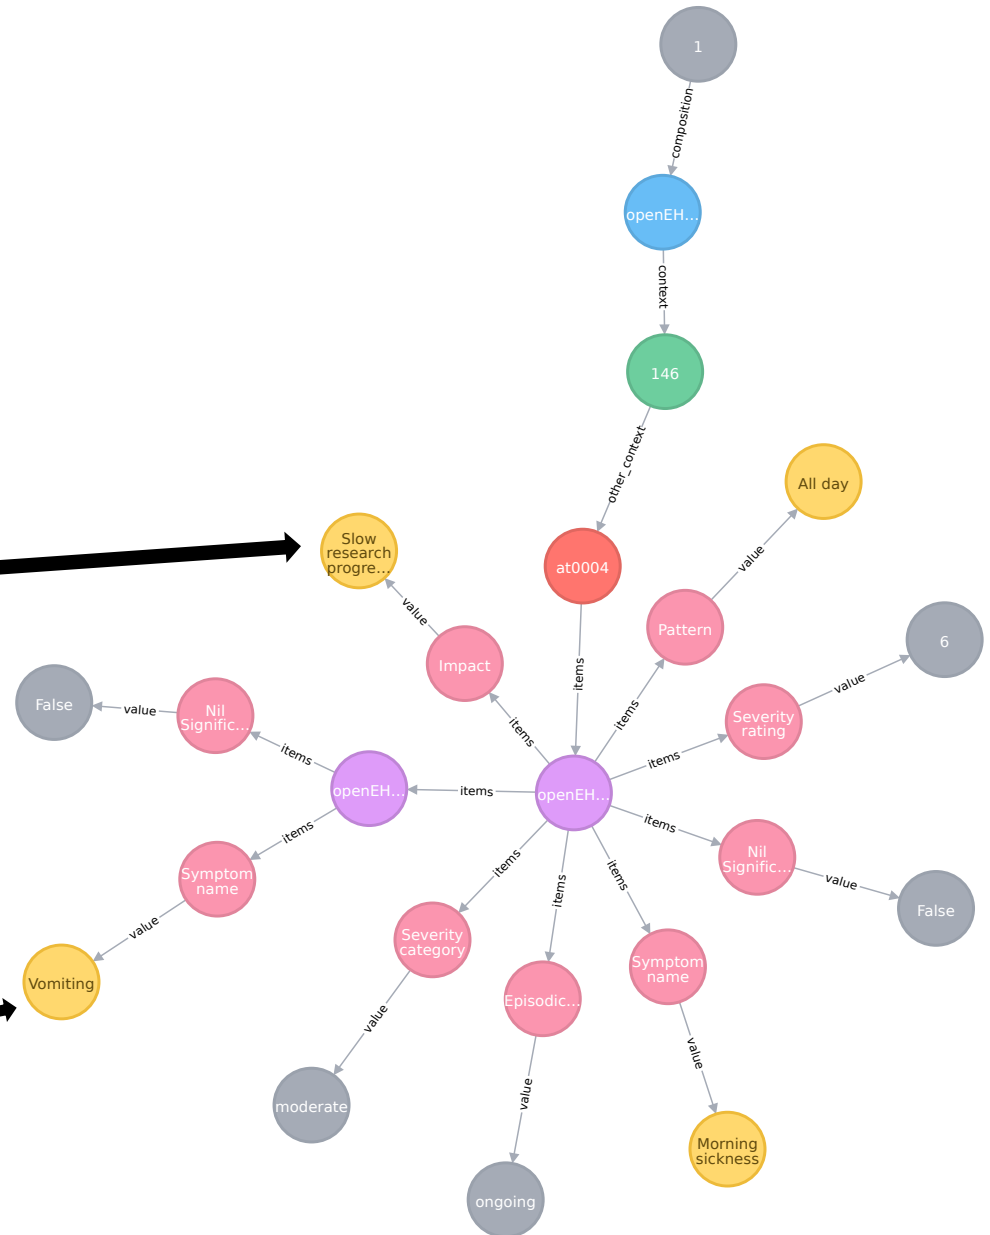 1
composition
openEH...
context
146
other_context
All day
value
Slow
research
progre...
at0004
Pattern
value
Impact
items
items
items
6
value
Severity
rating
items
False
value
Nil
Signific...
items
openEH...
items
openEH...
items
Nil
Signific...
value
False
items
Symptom
name
value
Vomiting
items
Severity
category
value
moderate
items
Episodic...
value
ongoing
items
Symptom
name
value
Morning
sickness